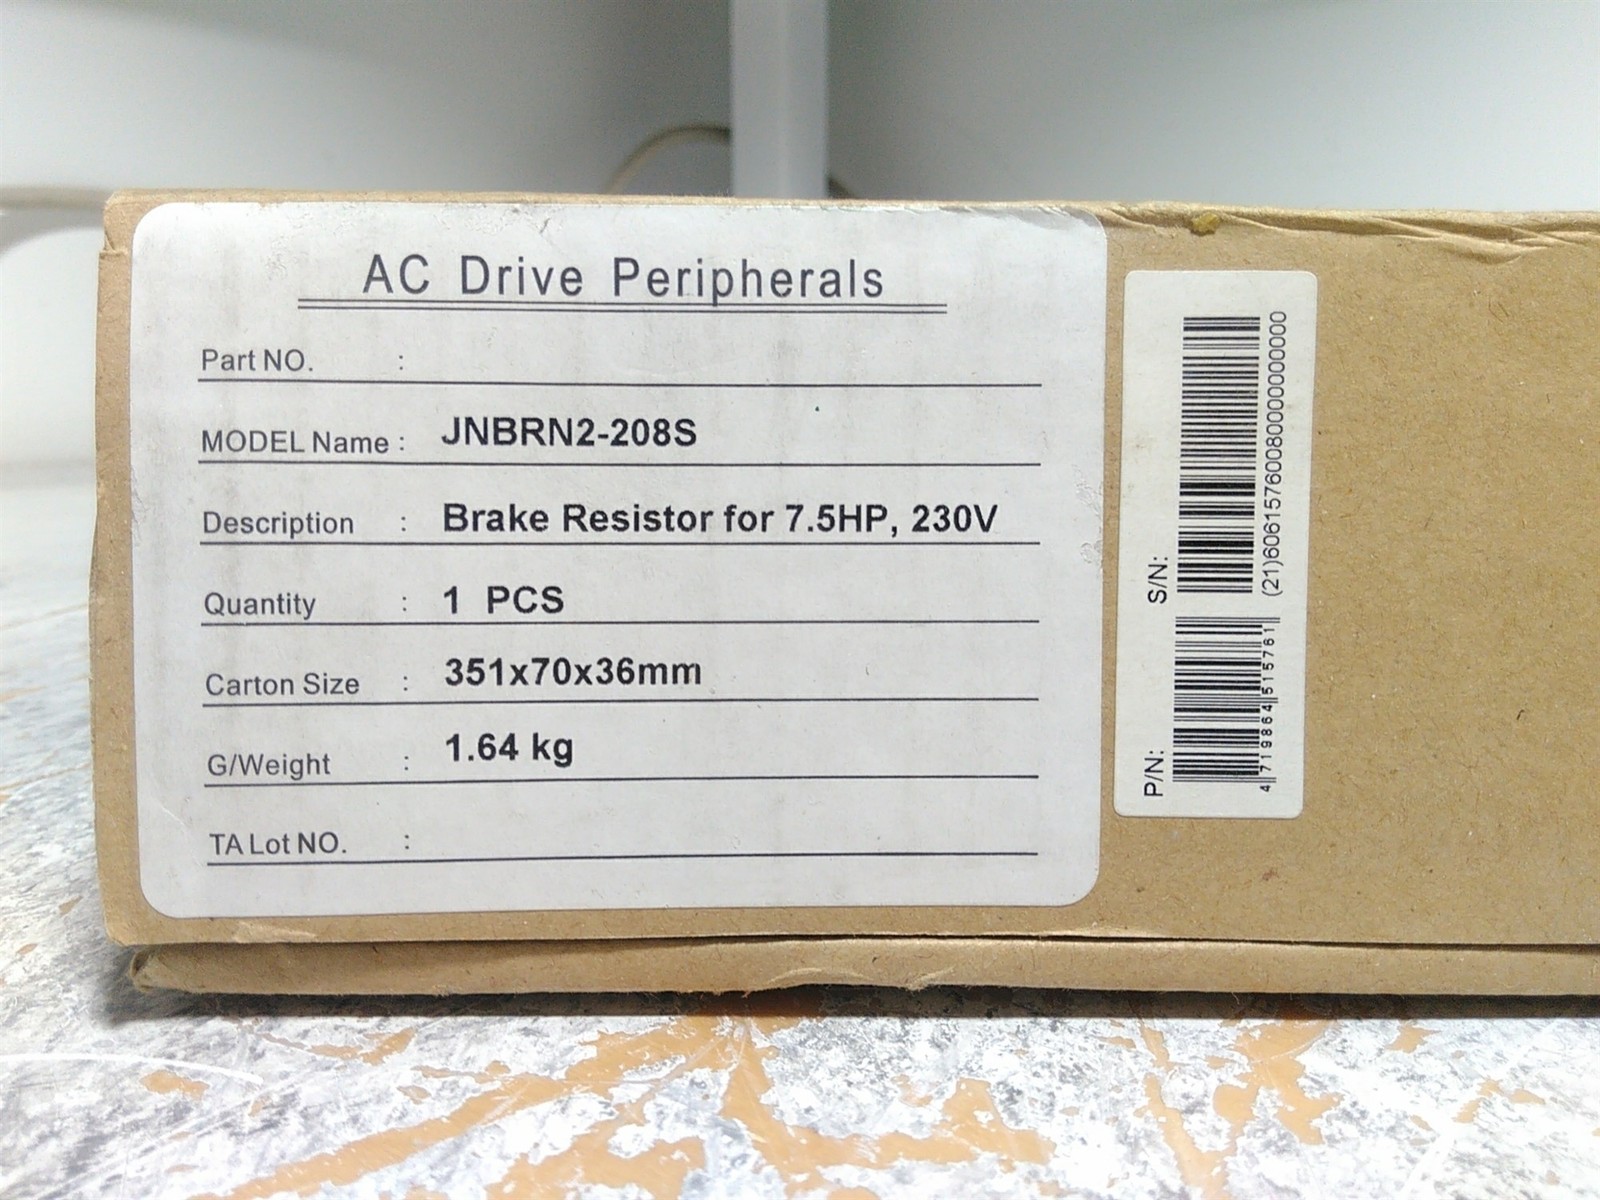 AC Drive Peripherals
Part NO. :
MODEL Name : JNBRN2-208S
Description : Brake Resistor for 7.5HP, 230V
Quantity : 1 PCS
Carton Size : 351x70x36mm
G/Weight : 1.64 kg
TA Lot NO. :
S/N:
(21)6061576008000000000000
P/N:
4719864515761